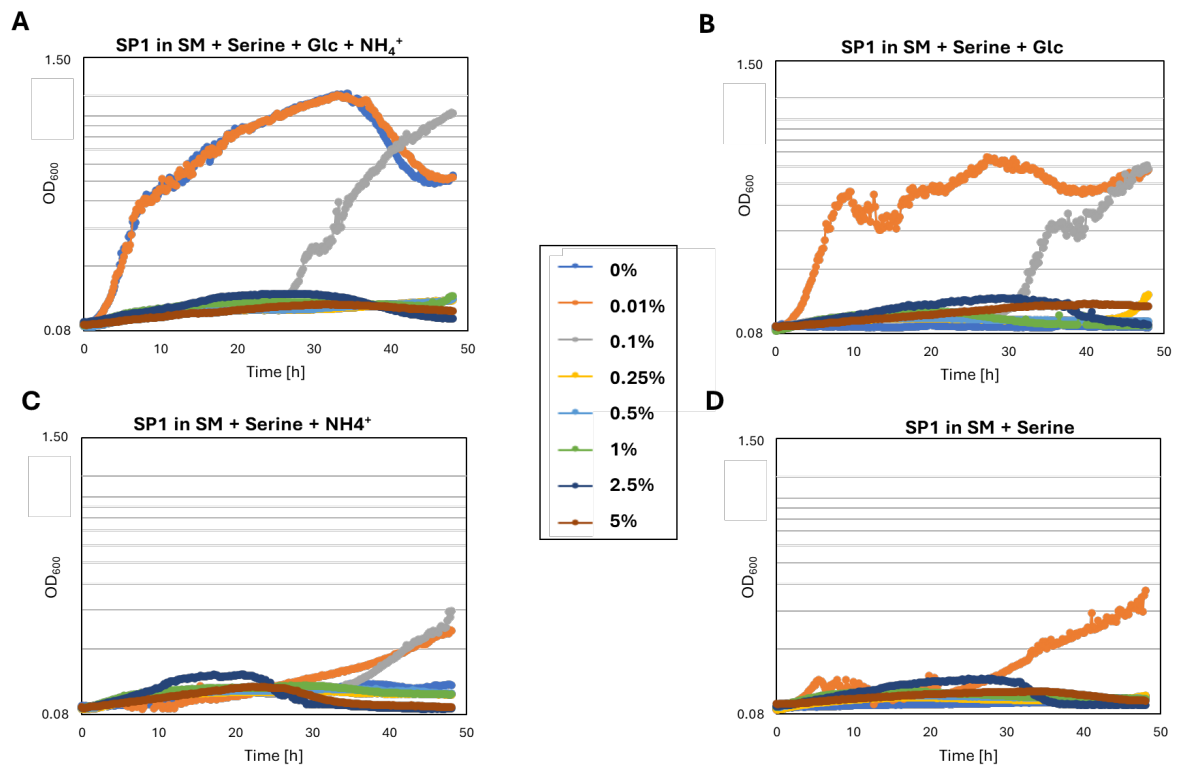 A
SP1 in SM + Serine + Glc + NH₄⁺
1.50
OD₆₀₀
0.08
0
10
20
30
40
50
Time [h]
B
SP1 in SM + Serine + Glc
1.50
OD₆₀₀
0.08
0
10
20
30
40
50
Time [h]
0%
0.01%
0.1%
0.25%
0.5%
1%
2.5%
5%
C
SP1 in SM + Serine + NH4⁺
1.50
OD₆₀₀
0.08
0
10
20
30
40
50
Time [h]
D
SP1 in SM + Serine
1.50
OD₆₀₀
0.08
0
10
20
30
40
50
Time [h]